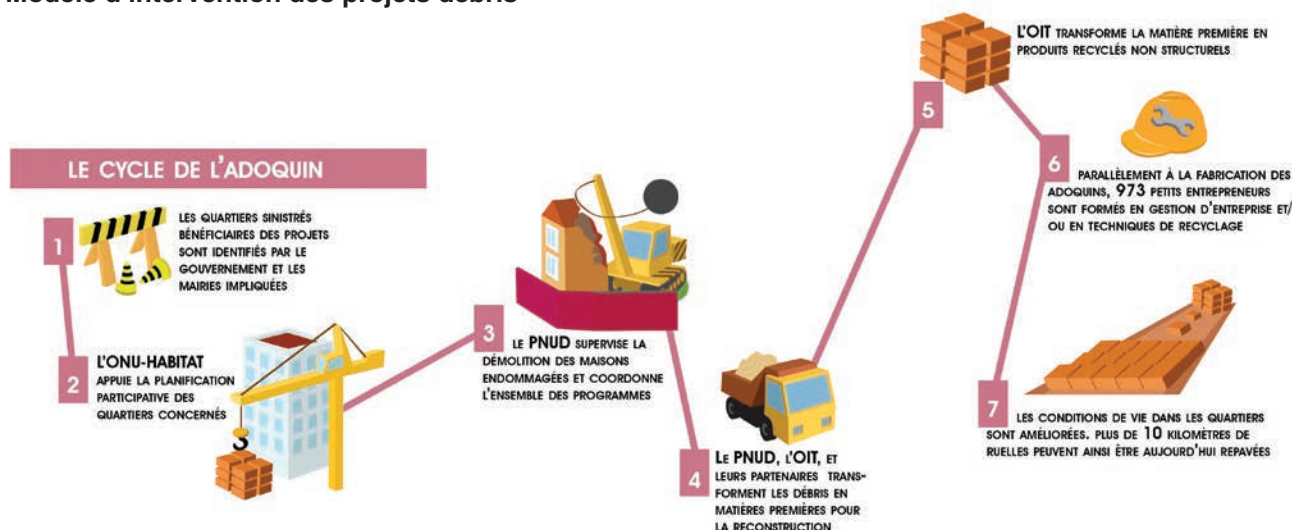 Modèle d'intervention des projets débris
LE CYCLE DE L'ADOQUIN
1
LES QUARTIERS SINISTRÉS
BÉNÉFICIAIRES DES PROJETS
SONT IDENTIFIÉS PAR LE
GOUVERNEMENT ET LES
MAIRIES IMPLIQUÉES
2
L'ONU-HABITAT
APPUIE LA PLANIFICATION
PARTICIPATIVE DES
QUARTIERS CONCERNÉS
3
LE PNUD SUPERVISE LA
DÉMOLITION DES MAISONS
ENDOMMAGÉES ET COORDONNE
L'ENSEMBLE DES PROGRAMMES
4
LE PNUD, L'OIT, ET
LEURS PARTENAIRES TRANS-
FORMENT LES DÉBRIS EN
MATIÈRES PREMIÈRES POUR
LA RECONSTRUCTION
5
L'OIT TRANSFORME LA MATIÈRE PREMIÈRE EN
PRODUITS RECYCLÉS NON STRUCTURELS
6
PARALLÈLEMENT À LA FABRICATION DES
ADOQUINS, 973 PETITS ENTREPRENEURS
SONT FORMÉS EN GESTION D'ENTREPRISE ET/
OU EN TECHNIQUES DE RECYCLAGE
7
LES CONDITIONS DE VIE DANS LES QUARTIERS
SONT AMÉLIORÉES. PLUS DE 10 KILOMÈTRES DE
RUELLES PEUVENT AINSI ÊTRE AUJOURD'HUI REPAVÉES